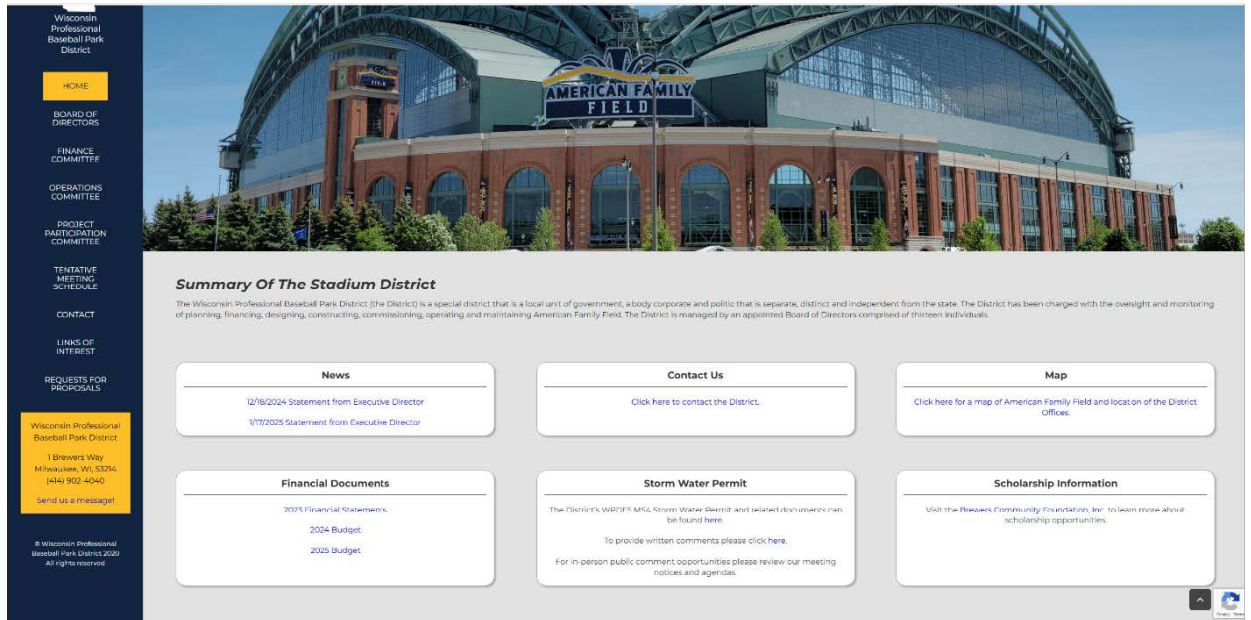 Wisconsin
Professional
Baseball Park
District
HOME
BOARD OF
DIRECTORS
FINANCE
COMMITTEE
OPERATIONS
COMMITTEE
PROJECT
PARTICIPATION
COMMITTEE
TENTATIVE
MEETING
SCHEDULE
CONTACT
LINKS OF
INTEREST
REQUESTS FOR
PROPOSALS
Wisconsin Professional
Baseball Park District
1 Brewers Way
Milwaukee, WI, 53214
(414) 902-4040
Send us a message!
© Wisconsin Professional
Baseball Park District 2020
All rights reserved
AMERICAN FAMILY
FIELD
Summary Of The Stadium District
The Wisconsin Professional Baseball Park District (the District) is a special district that is a local unit of government, a body corporate and politic that is separate, distinct and independent from the state. The District has been charged with the oversight and monitoring
of planning, financing, designing, constructing, commissioning, operating and maintaining American Family Field. The District is managed by an appointed Board of Directors comprised of thirteen individuals.
News
12/18/2024 Statement from Executive Director
1/17/2025 Statement from Executive Director
Contact Us
Click here to contact the District.
Map
Click here for a map of American Family Field and location of the District
Offices.
Financial Documents
2023 Financial Statements
2024 Budget
2025 Budget
Storm Water Permit
The District's WPDES MS4 Storm Water Permit and related documents can
be found here.
To provide written comments please click here.
For in-person public comment opportunities please review our meeting
notices and agendas.
Scholarship Information
Visit the Brewers Community Foundation, Inc. to learn more about
scholarship opportunities.
Privacy - Terms